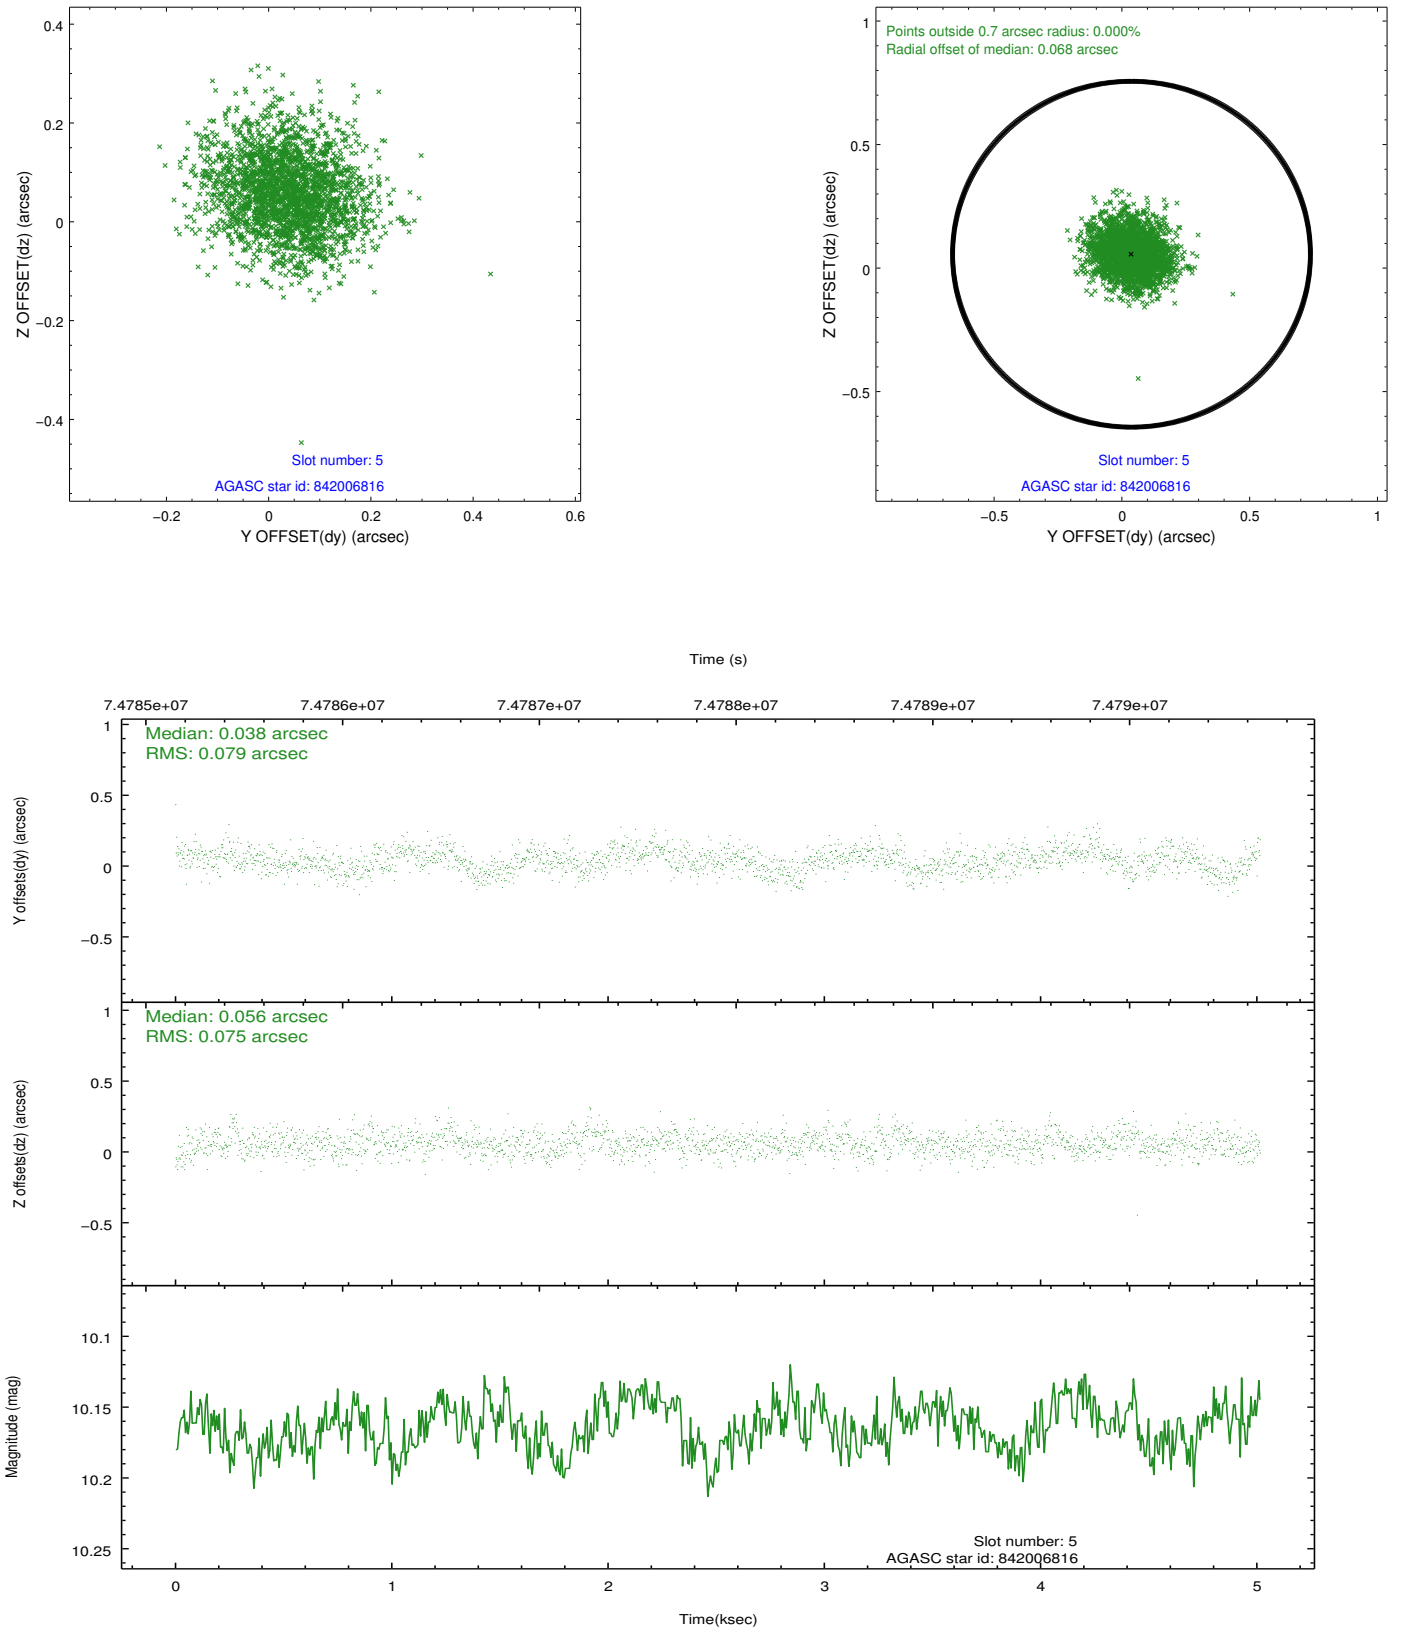 0.4
0.2
0
−0.2
−0.4
Z OFFSET(dz) (arcsec)
Slot number: 5
AGASC star id: 842006816
−0.2
0
0.2
0.4
0.6
Y OFFSET(dy) (arcsec)
Points outside 0.7 arcsec radius: 0.000%
Radial offset of median: 0.068 arcsec
1
0.5
0
−0.5
Z OFFSET(dz) (arcsec)
Slot number: 5
AGASC star id: 842006816
−0.5
0
0.5
1
Y OFFSET(dy) (arcsec)
Time (s)
7.4785e+07
7.4786e+07
7.4787e+07
7.4788e+07
7.4789e+07
7.479e+07
Median: 0.038 arcsec
RMS: 0.079 arcsec
1
0.5
0
−0.5
Y offsets(dy) (arcsec)
Median: 0.056 arcsec
RMS: 0.075 arcsec
1
0.5
0
−0.5
Z offsets(dz) (arcsec)
10.1
10.15
10.2
10.25
Magnitude (mag)
Slot number: 5
AGASC star id: 842006816
0
1
2
3
4
5
Time(ksec)